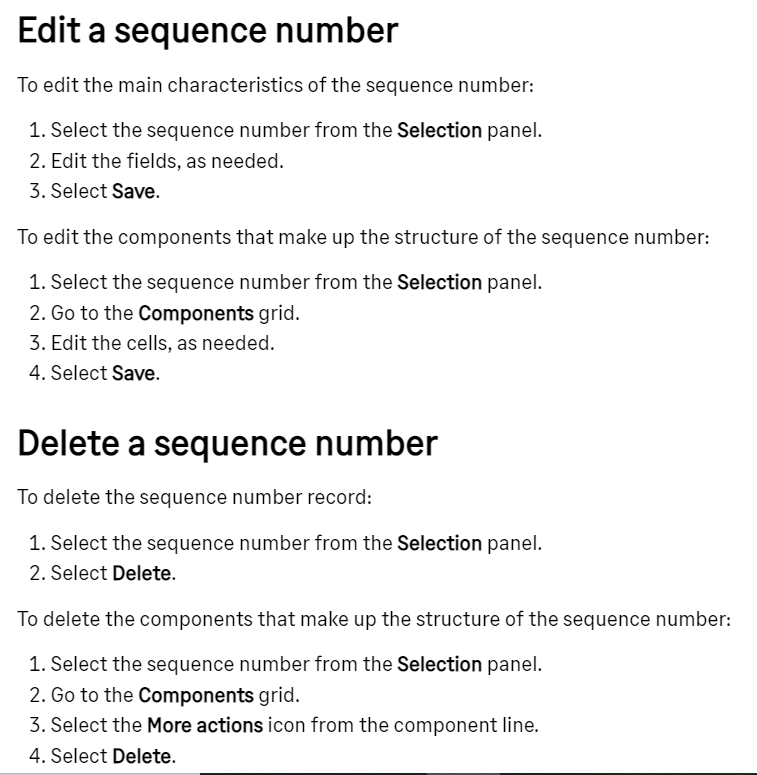 Edit a sequence number
To edit the main characteristics of the sequence number:
1. Select the sequence number from the Selection panel.
2. Edit the fields, as needed.
3. Select Save.
To edit the components that make up the structure of the sequence number:
1. Select the sequence number from the Selection panel.
2. Go to the Components grid.
3. Edit the cells, as needed.
4. Select Save.
Delete a sequence number
To delete the sequence number record:
1. Select the sequence number from the Selection panel.
2. Select Delete.
To delete the components that make up the structure of the sequence number:
1. Select the sequence number from the Selection panel.
2. Go to the Components grid.
3. Select the More actions icon from the component line.
4. Select Delete.